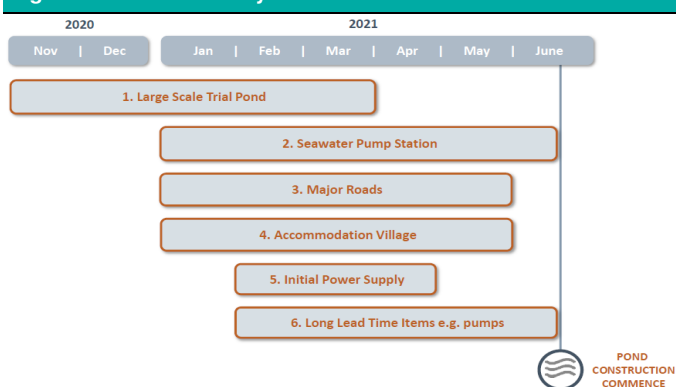 2020 2021
Nov | Dec Jan | Feb | Mar | Apr | May | June
1. Large Scale Trial Pond
2. Seawater Pump Station
3. Major Roads
4. Accommodation Village
5. Initial Power Supply
6. Long Lead Time Items e.g. pumps
POND
CONSTRUCTION
COMMENCE